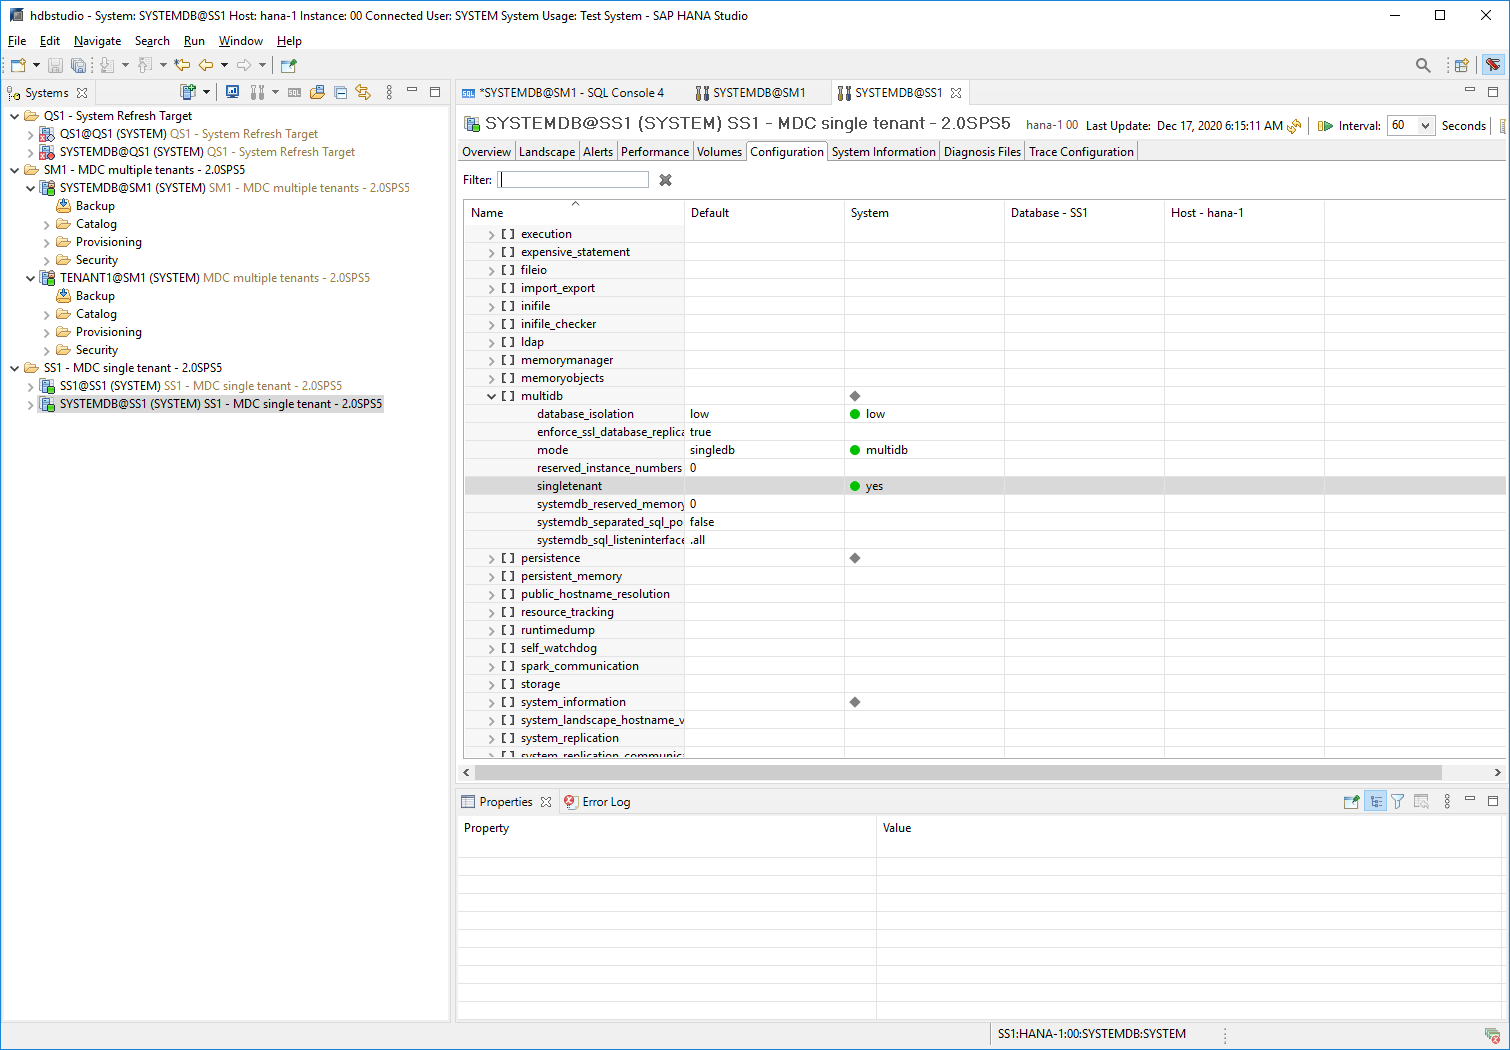 hdbstudio - System: SYSTEMDB@SS1 Host: hana-1 Instance: 00 Connected User: SYSTEM System Usage: Test System - SAP HANA Studio
File Edit Navigate Search Run Window Help
Systems
QS1 - System Refresh Target
QS1@QS1 (SYSTEM) QS1 - System Refresh Target
SYSTEMDB@QS1 (SYSTEM) QS1 - System Refresh Target
SM1 - MDC multiple tenants - 2.0SPS5
SYSTEMDB@SM1 (SYSTEM) SM1 - MDC multiple tenants - 2.0SPS5
Backup
Catalog
Provisioning
Security
TENANT1@SM1 (SYSTEM) MDC multiple tenants - 2.0SPS5
Backup
Catalog
Provisioning
Security
SS1 - MDC single tenant - 2.0SPS5
SS1@SS1 (SYSTEM) SS1 - MDC single tenant - 2.0SPS5
SYSTEMDB@SS1 (SYSTEM) SS1 - MDC single tenant - 2.0SPS5
SQL *SYSTEMDB@SM1 - SQL Console 4 SYSTEMDB@SM1 SYSTEMDB@SS1
SYSTEMDB@SS1 (SYSTEM) SS1 - MDC single tenant - 2.0SPS5 hana-1 00 Last Update: Dec 17, 2020 6:15:11 AM Interval: 60 Seconds
Overview Landscape Alerts Performance Volumes Configuration System Information Diagnosis Files Trace Configuration
Filter:
Name Default System Database - SS1 Host - hana-1
[ ] execution
[ ] expensive_statement
[ ] fileio
[ ] import_export
[ ] inifile
[ ] inifile_checker
[ ] ldap
[ ] memorymanager
[ ] memoryobjects
[ ] multidb
database_isolation low low
enforce_ssl_database_replica true
mode singledb multidb
reserved_instance_numbers 0
singletenant yes
systemdb_reserved_memory 0
systemdb_separated_sql_po false
systemdb_sql_listeninterface .all
[ ] persistence
[ ] persistent_memory
[ ] public_hostname_resolution
[ ] resource_tracking
[ ] runtimedump
[ ] self_watchdog
[ ] spark_communication
[ ] storage
[ ] system_information
[ ] system_landscape_hostname_v
[ ] system_replication
[ ] system_replication_communica
Properties Error Log
Property Value
SS1:HANA-1:00:SYSTEMDB:SYSTEM